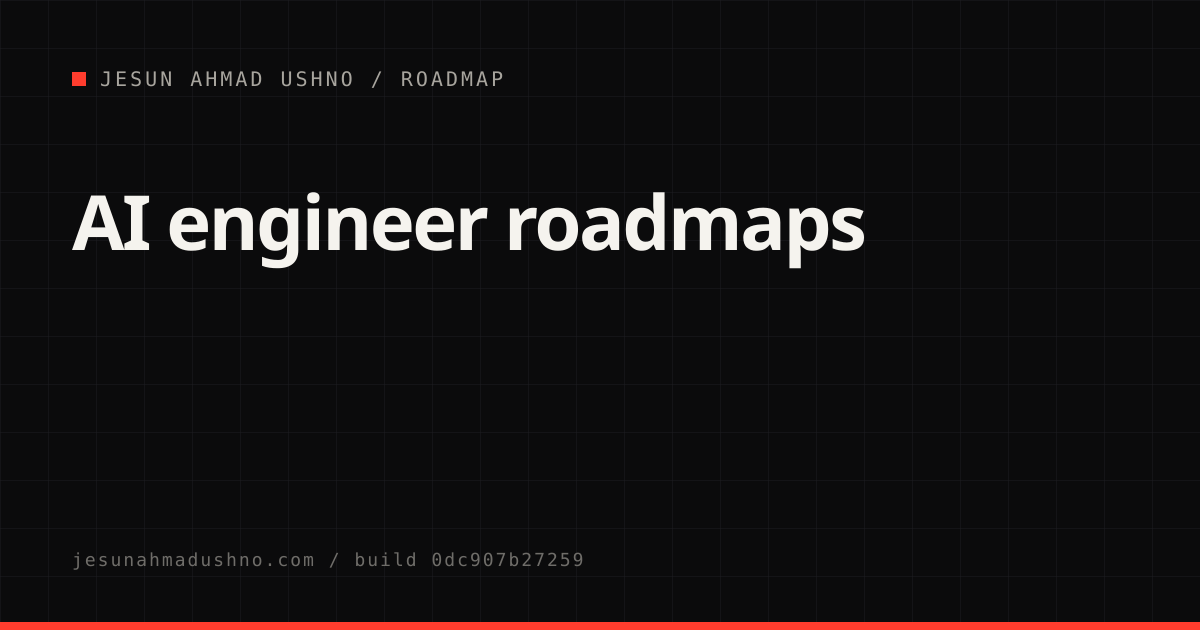 JESUN AHMAD USHNO / ROADMAP
AI engineer roadmaps
jesunahmadushno.com / build 0dc907b27259